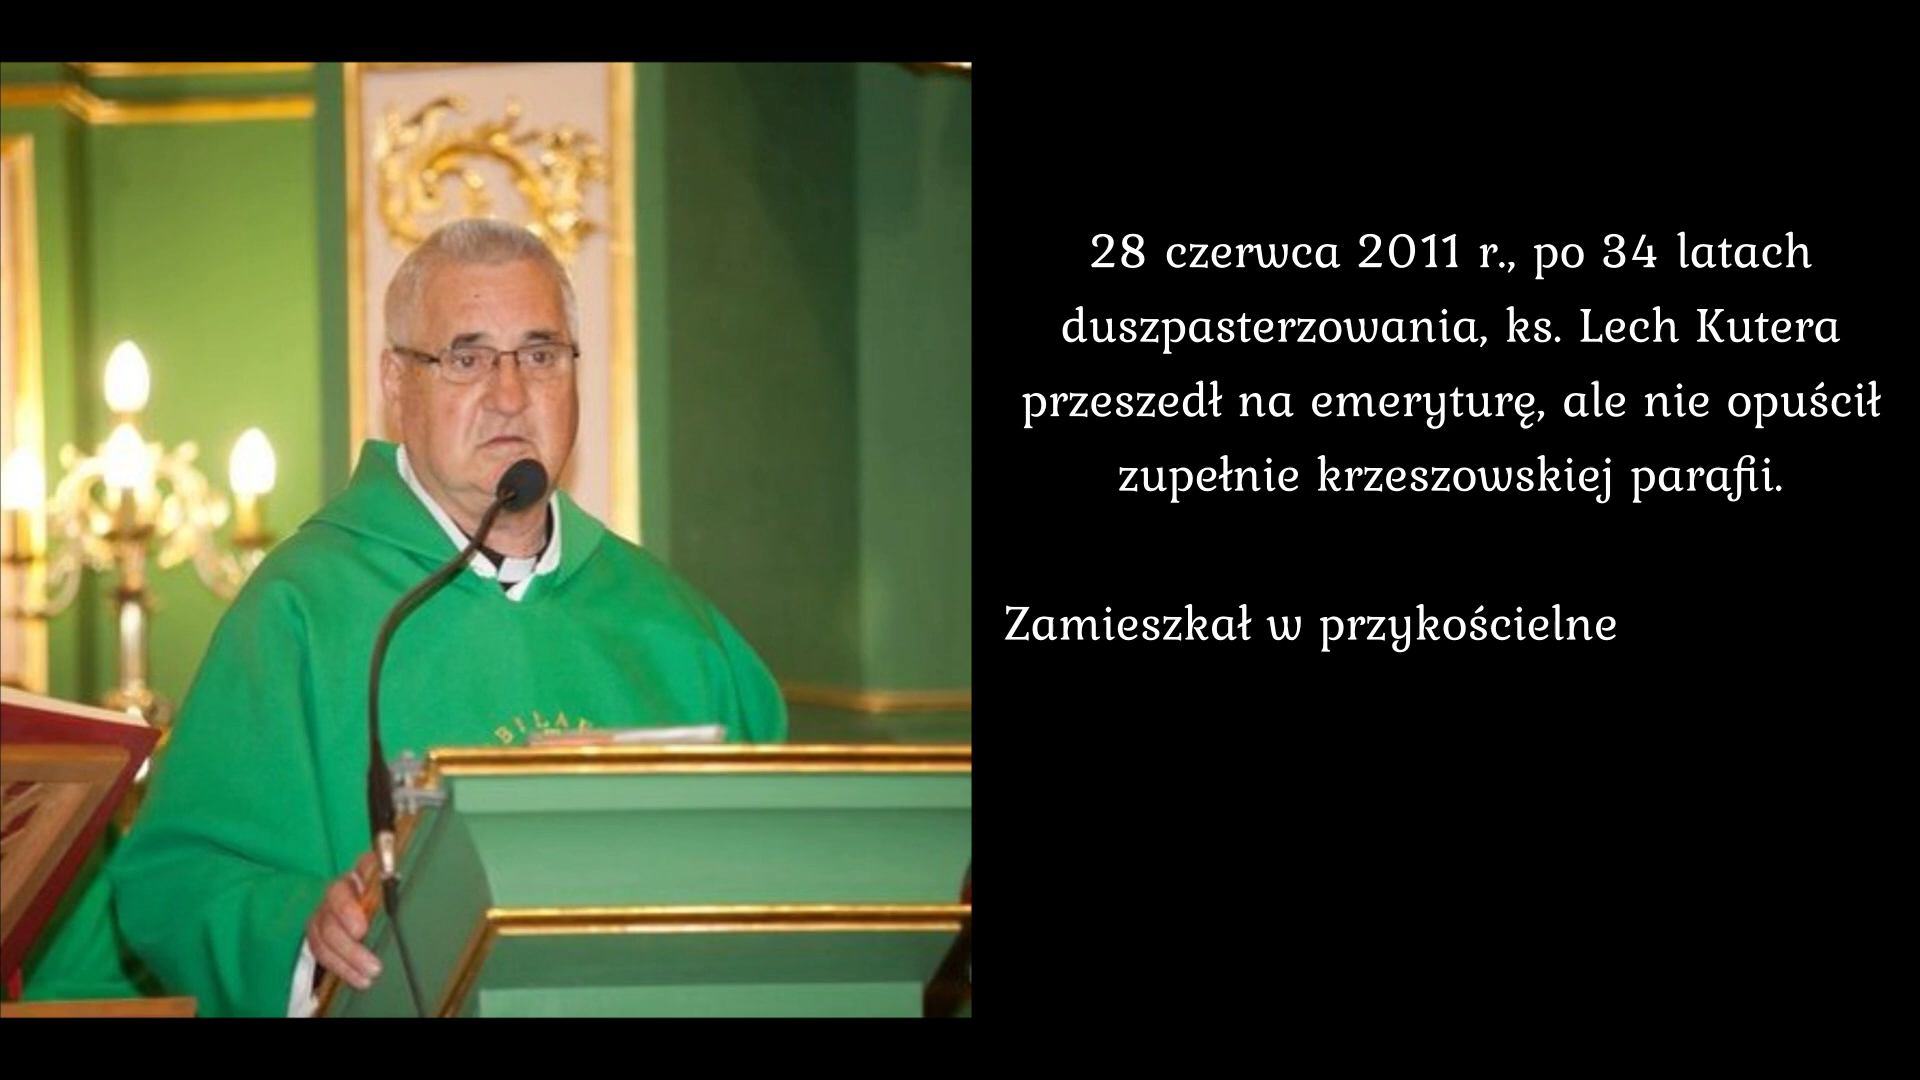 28 czerwca 2011 r., po 34 latach
duszpasterzowania, ks. Lech Kutera
przeszedł na emeryturę, ale nie opuścił
zupełnie krzeszowskiej parafii.
Zamieszkał w przykościelne